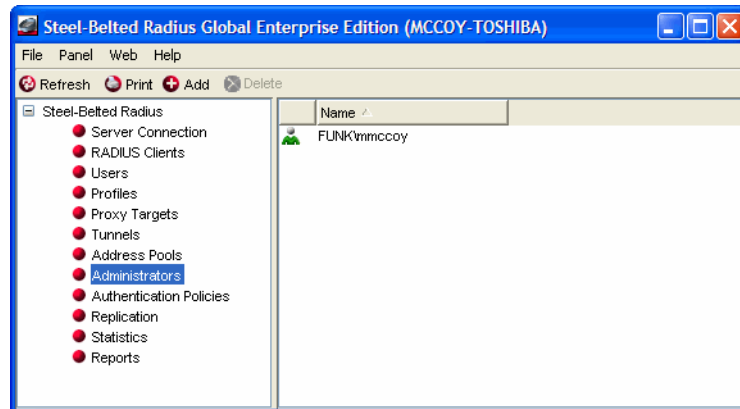 Steel-Belted Radius Global Enterprise Edition (MCCOY-TOSHIBA)
File Panel Web Help
Refresh Print Add Delete
Steel-Belted Radius
Server Connection
RADIUS Clients
Users
Profiles
Proxy Targets
Tunnels
Address Pools
Administrators
Authentication Policies
Replication
Statistics
Reports
Name
FUNK\mmccoy